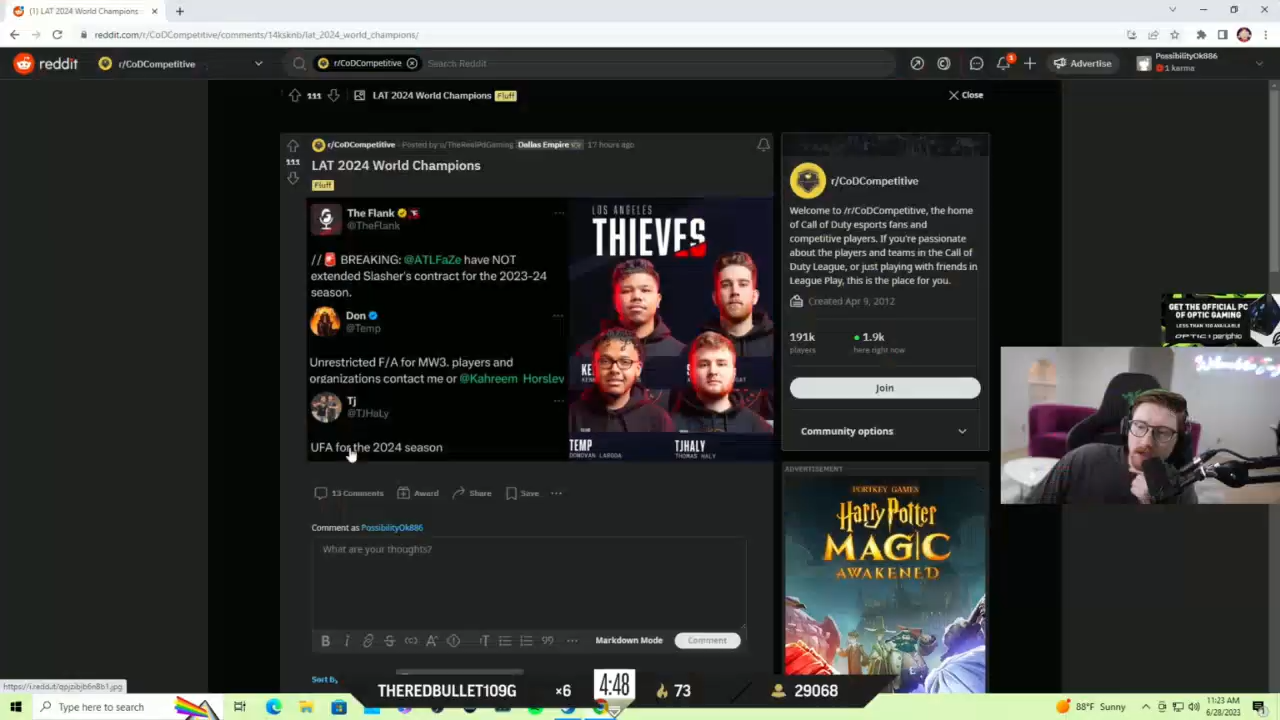 (1) LAT 2024 World Champions
reddit.com/r/CoDCompetitive/comments/14ksknb/lat_2024_world_champions/
reddit
r/CoDCompetitive
r/CoDCompetitive
Search Reddit
Advertise
PossibilityOk886
1 karma
111
LAT 2024 World Champions
Fluff
Close
r/CoDCompetitive
Dallas Empire
17 hours ago
111
LAT 2024 World Champions
Fluff
The Flank
@TheFlank
// BREAKING: @ATLFaZe have NOT
extended Slasher's contract for the 2023-24
season.
Don
@Temp
Unrestricted F/A for MW3. players and
organizations contact me or @Kahreem_Horsley
Tj
@TJHaLy
UFA for the 2024 season
LOS ANGELES
THIEVES
TEMP
DONOVAN LARODA
TJHALY
THOMAS HALY
r/CoDCompetitive
Welcome to /r/CoDCompetitive, the home
of Call of Duty esports fans and
competitive players. If you're passionate
about the players and teams in the Call of
Duty League, or just playing with friends in
League Play, this is the place for you.
Created Apr 9, 2012
191k
players
1.9k
here right now
Join
Community options
ADVERTISEMENT
PORTKEY GAMES
Harry Potter
MAGIC
AWAKENED
GET THE OFFICIAL PC
OF OPTIC GAMING
13 Comments
Award
Share
Save
Comment as PossibilityOk886
What are your thoughts?
Markdown Mode
Comment
Sort By
THEREDBULLET109G
×6
4:48
73
29068
Type here to search
88°F Sunny
11:23 AM
6/28/2023